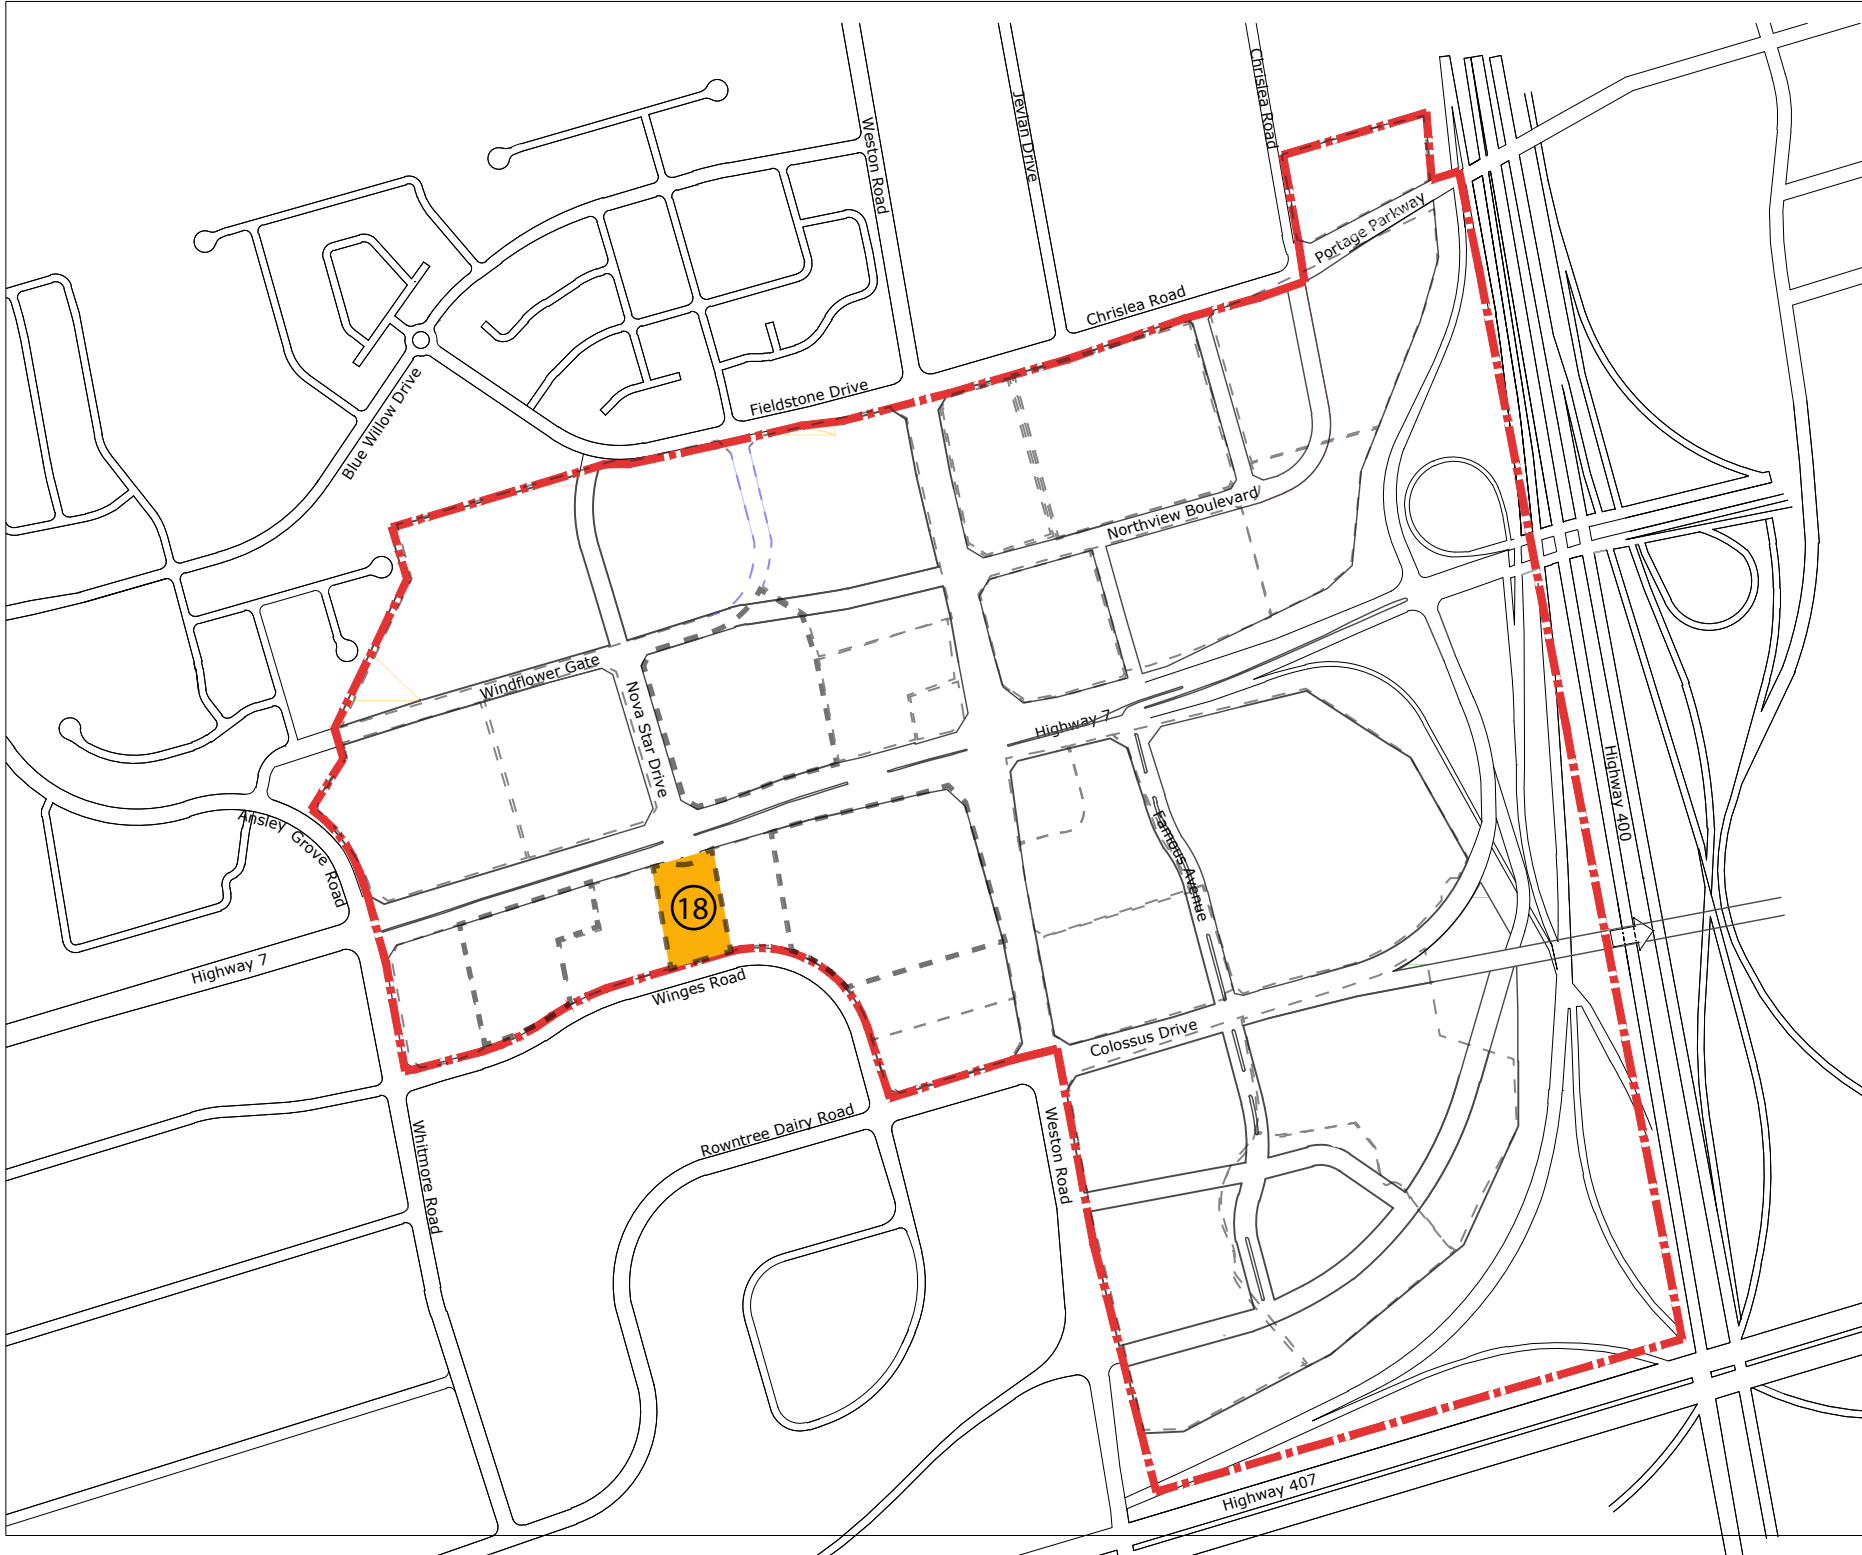 Chrislea Road
Jevlan Drive
Weston Road
Portage Parkway
Chrislea Road
Fieldstone Drive
Blue Willow Drive
Northview Boulevard
Windflower Gate
Nova Star Drive
Highway 7
Highway 400
Ansley Grove Road
Famous Avenue
18
Highway 7
Winges Road
Colossus Drive
Rowntree Dairy Road
Weston Road
Whitmore Road
Highway 407